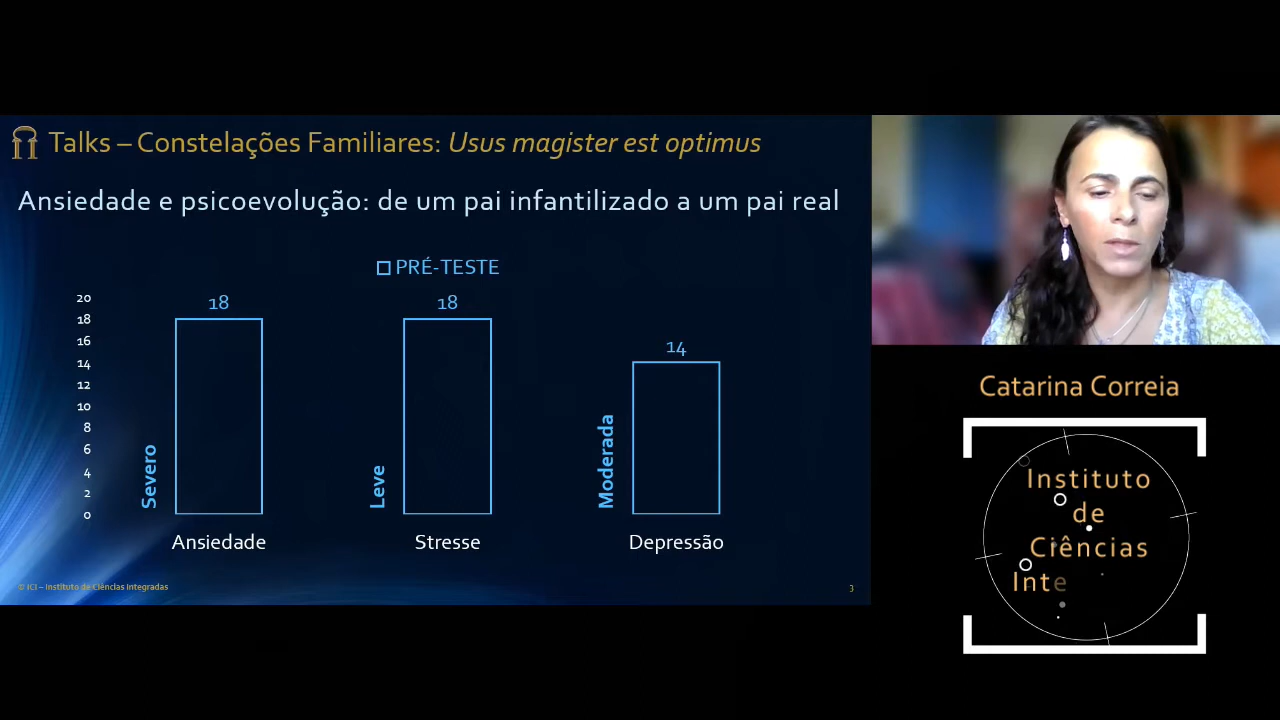 Talks – Constelações Familiares: Usus magister est optimus
Ansiedade e psicoevolução: de um pai infantilizado a um pai real
PRÉ-TESTE
20
18
16
14
12
10
8
6
4
2
0
18
18
14
Severo
Leve
Moderada
Ansiedade
Stresse
Depressão
© ICI – Instituto de Ciências Integradas
3
Catarina Correia
Instituto
de
Ciências
Inte